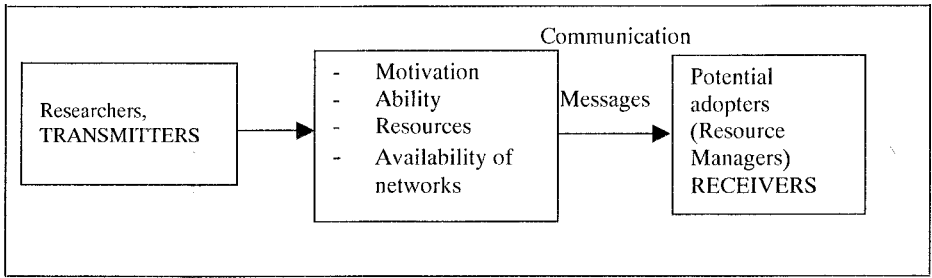 Communication
Researchers,
TRANSMITTERS
- Motivation
- Ability
- Resources
- Availability of
networks
Messages
Potential
adopters
(Resource
Managers)
RECEIVERS